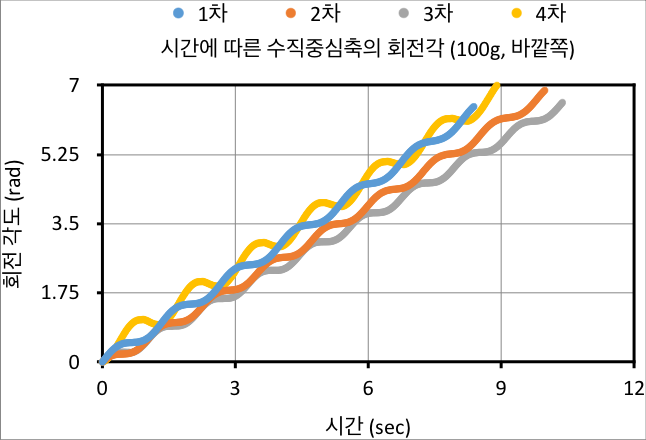 1차 2차 3차 4차
시간에 따른 수직중심축의 회전각 (100g, 바깥쪽)
7
5.25
3.5
1.75
0
회전 각도 (rad)
0 3 6 9 12
시간 (sec)